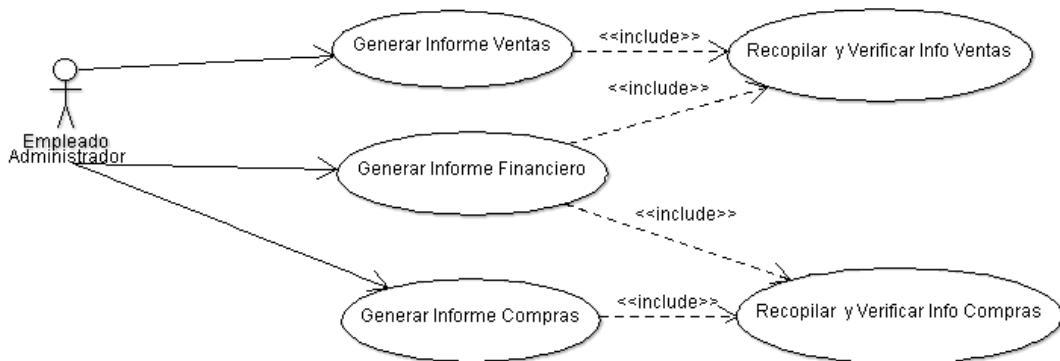 Generar Informe Ventas
<<include>>
Recopilar y Verificar Info Ventas
<<include>>
Empleado
Administrador
Generar Informe Financiero
<<include>>
Generar Informe Compras
<<include>>
Recopilar y Verificar Info Compras